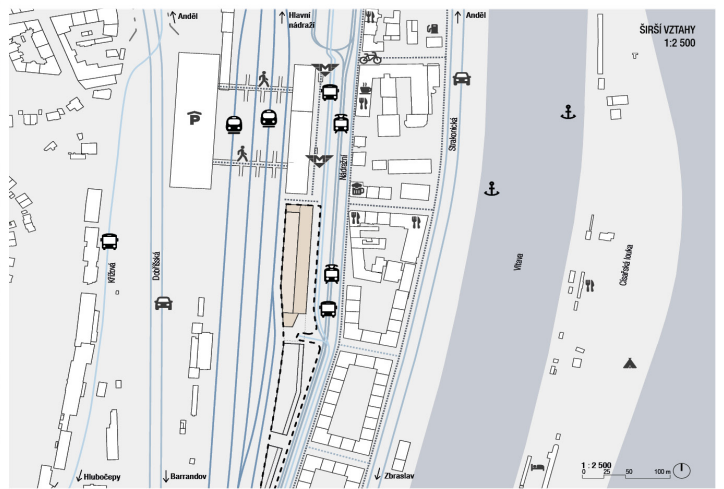 Anděl
Hlavní
nádraží
Anděl
ŠIRŠÍ VZTAHY
1:2 500
P
M
M
Strakonická
Nádražní
Křížová
Dobříšská
Vltava
Císařská louka
Hlubočepy
Barrandov
Zbraslav
1 : 2 500
0 25 50 100 m